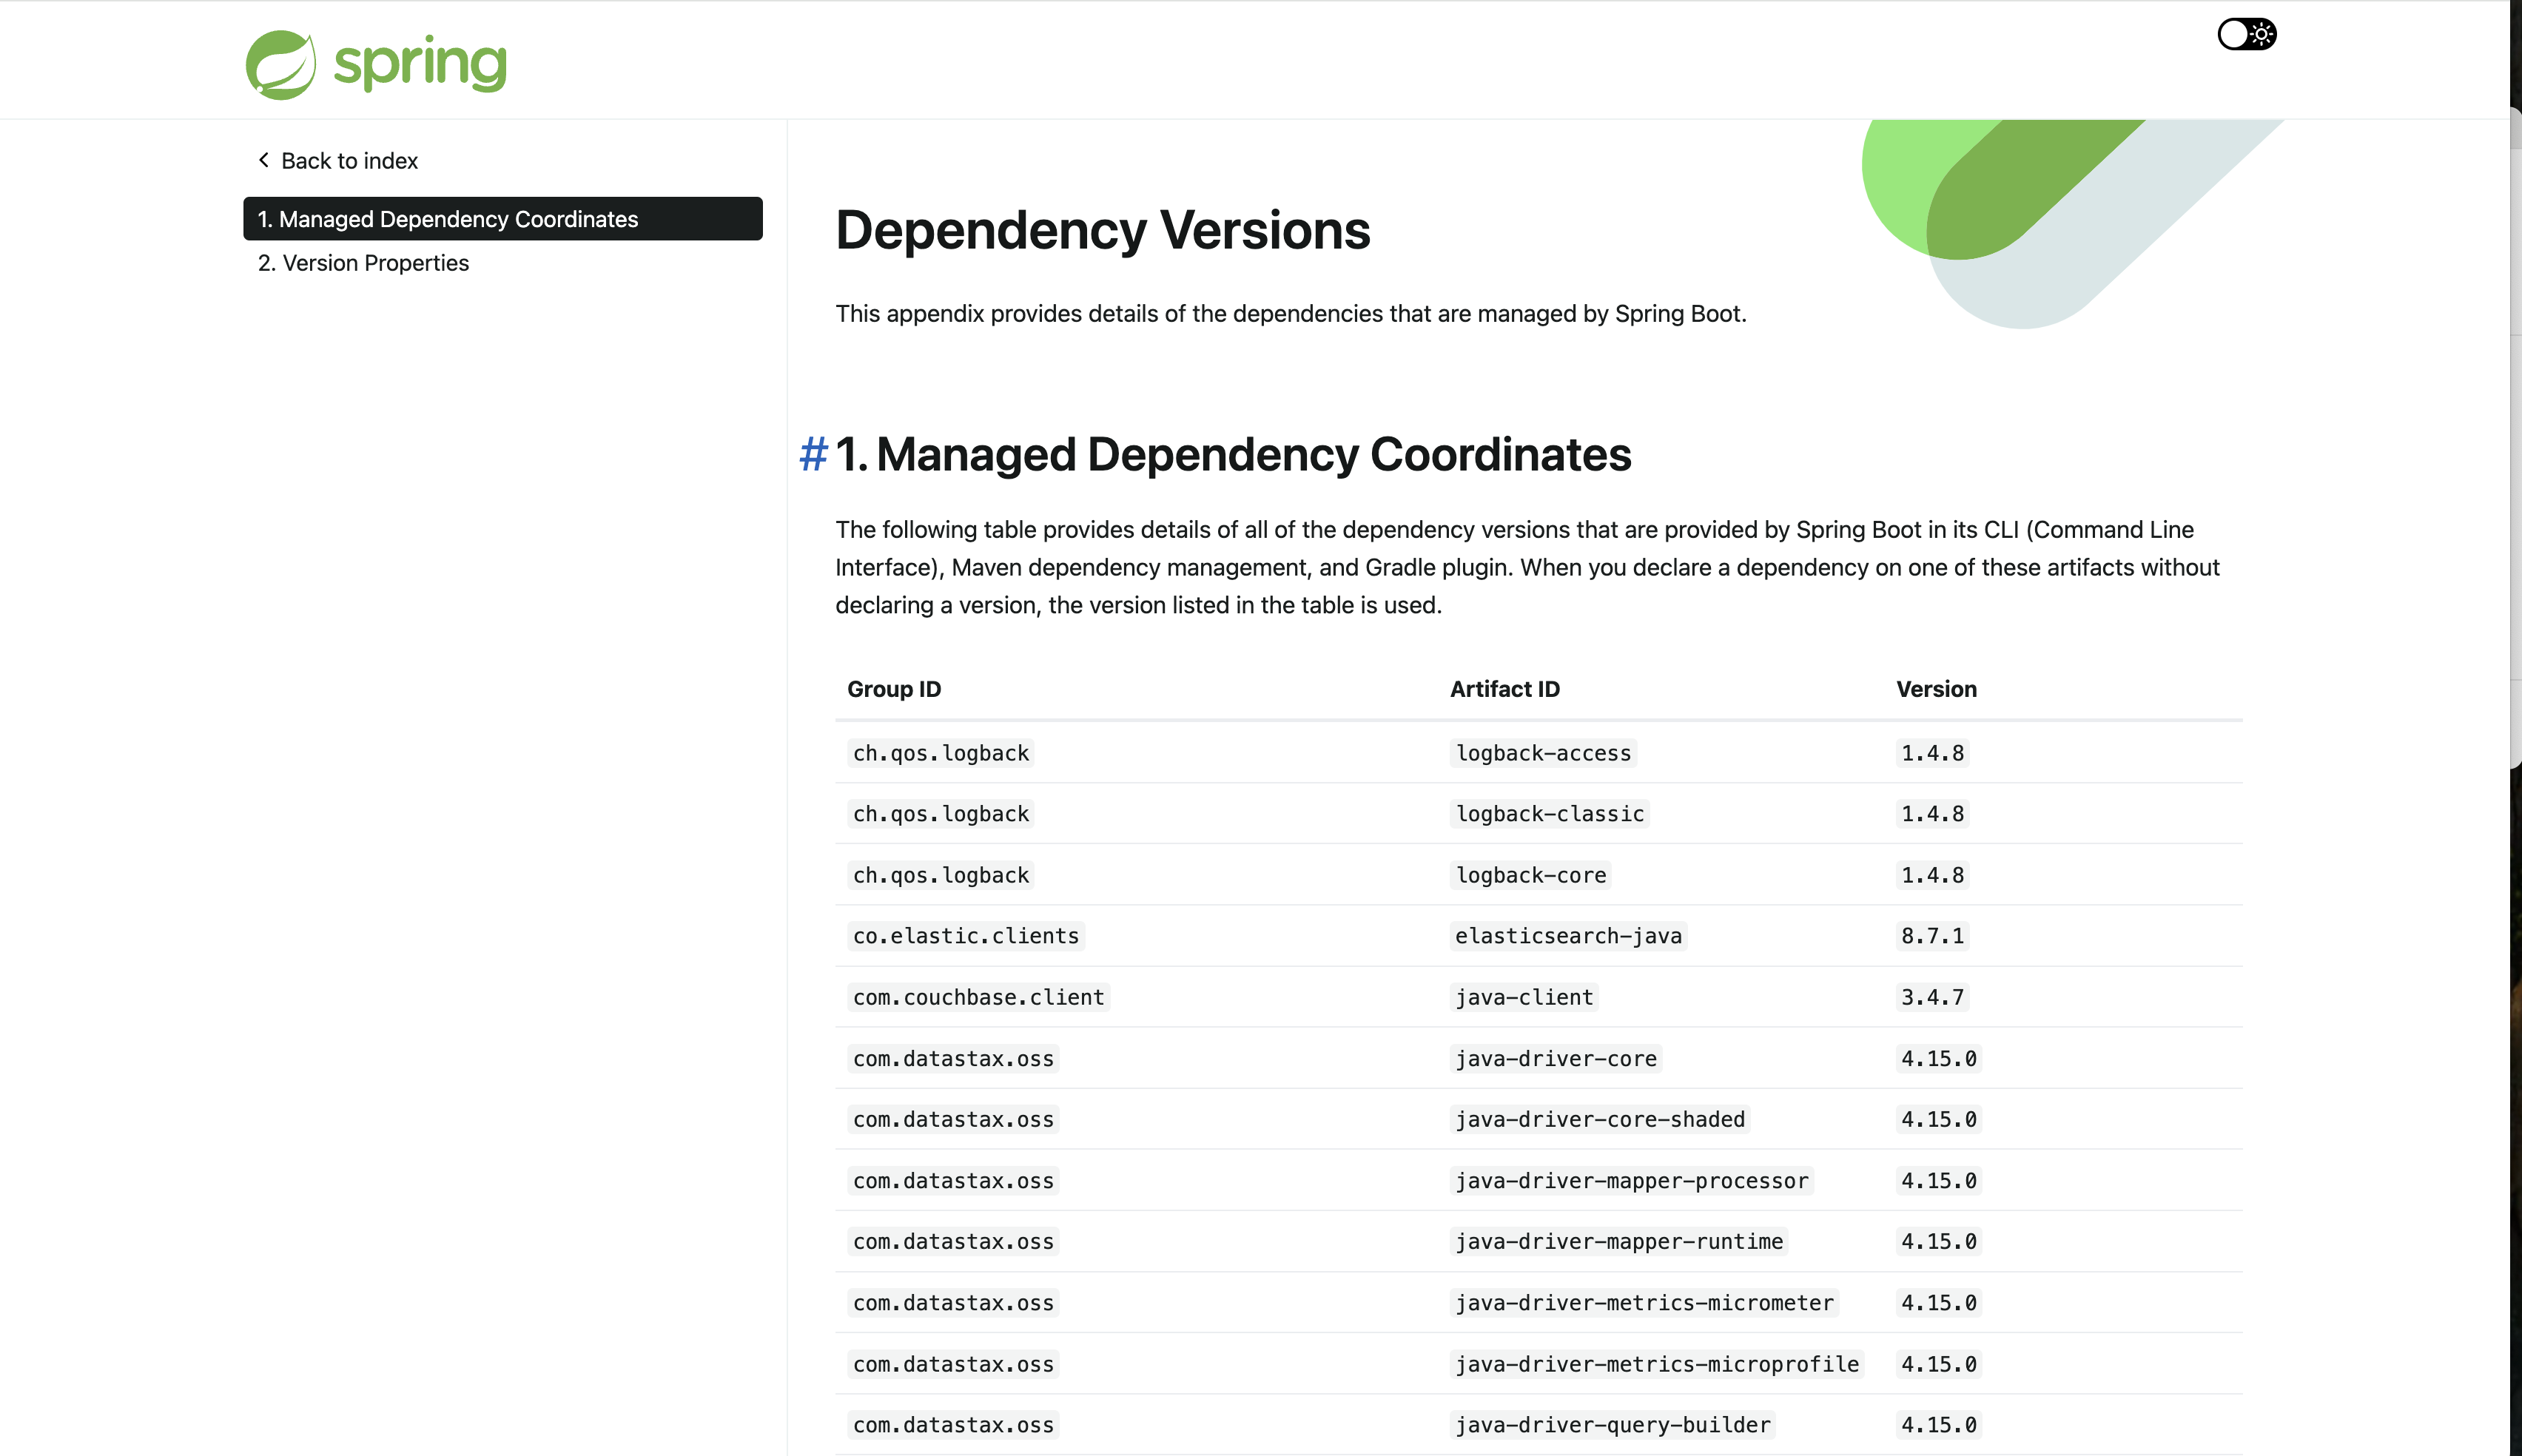 spring
Back to index
1. Managed Dependency Coordinates
2. Version Properties
Dependency Versions
This appendix provides details of the dependencies that are managed by Spring Boot.
# 1. Managed Dependency Coordinates
The following table provides details of all of the dependency versions that are provided by Spring Boot in its CLI (Command Line
Interface), Maven dependency management, and Gradle plugin. When you declare a dependency on one of these artifacts without
declaring a version, the version listed in the table is used.
Group ID Artifact ID Version
ch.qos.logback logback-access 1.4.8
ch.qos.logback logback-classic 1.4.8
ch.qos.logback logback-core 1.4.8
co.elastic.clients elasticsearch-java 8.7.1
com.couchbase.client java-client 3.4.7
com.datastax.oss java-driver-core 4.15.0
com.datastax.oss java-driver-core-shaded 4.15.0
com.datastax.oss java-driver-mapper-processor 4.15.0
com.datastax.oss java-driver-mapper-runtime 4.15.0
com.datastax.oss java-driver-metrics-micrometer 4.15.0
com.datastax.oss java-driver-metrics-microprofile 4.15.0
com.datastax.oss java-driver-query-builder 4.15.0